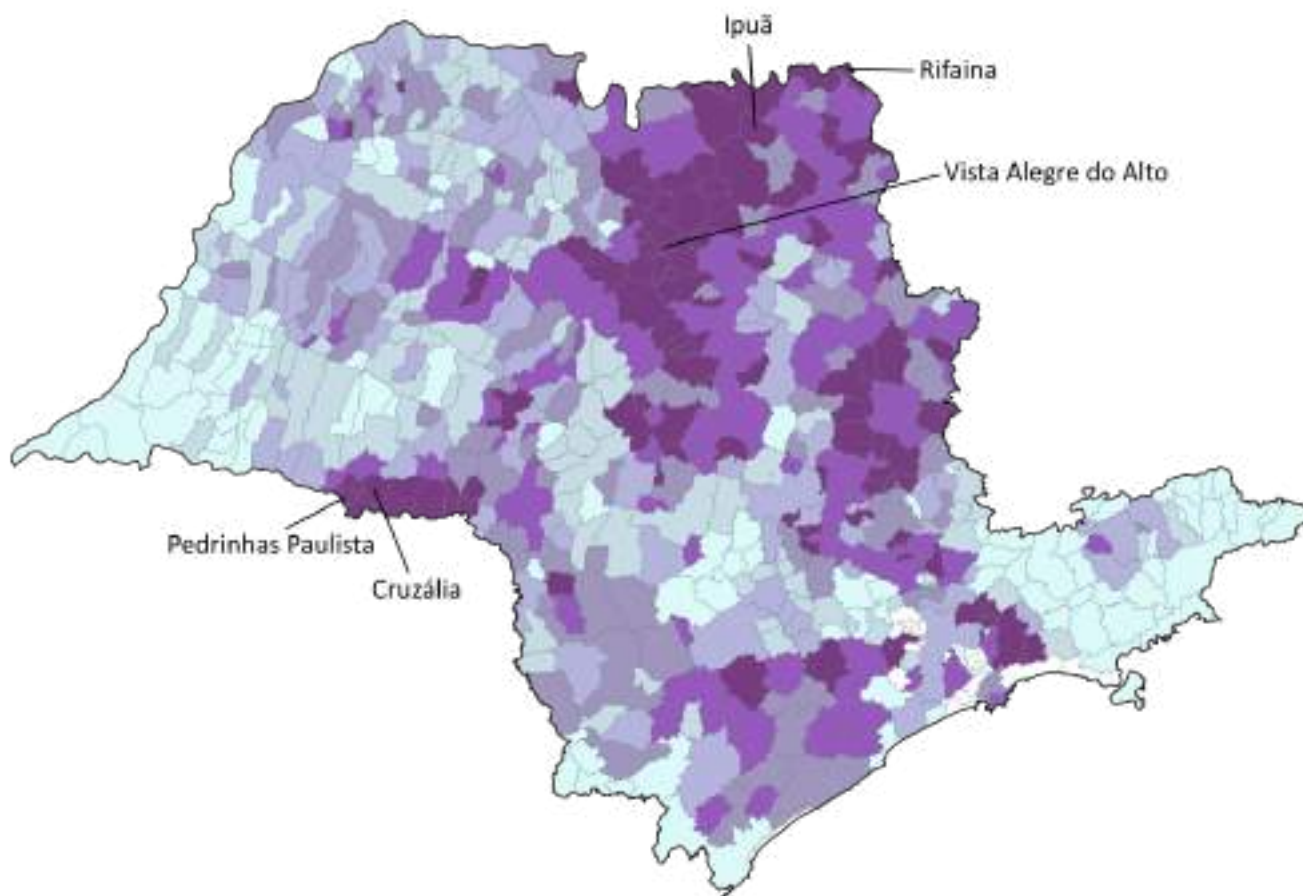 Ipuã
Rifaina
Vista Alegre do Alto
Pedrinhas Paulista
Cruzália